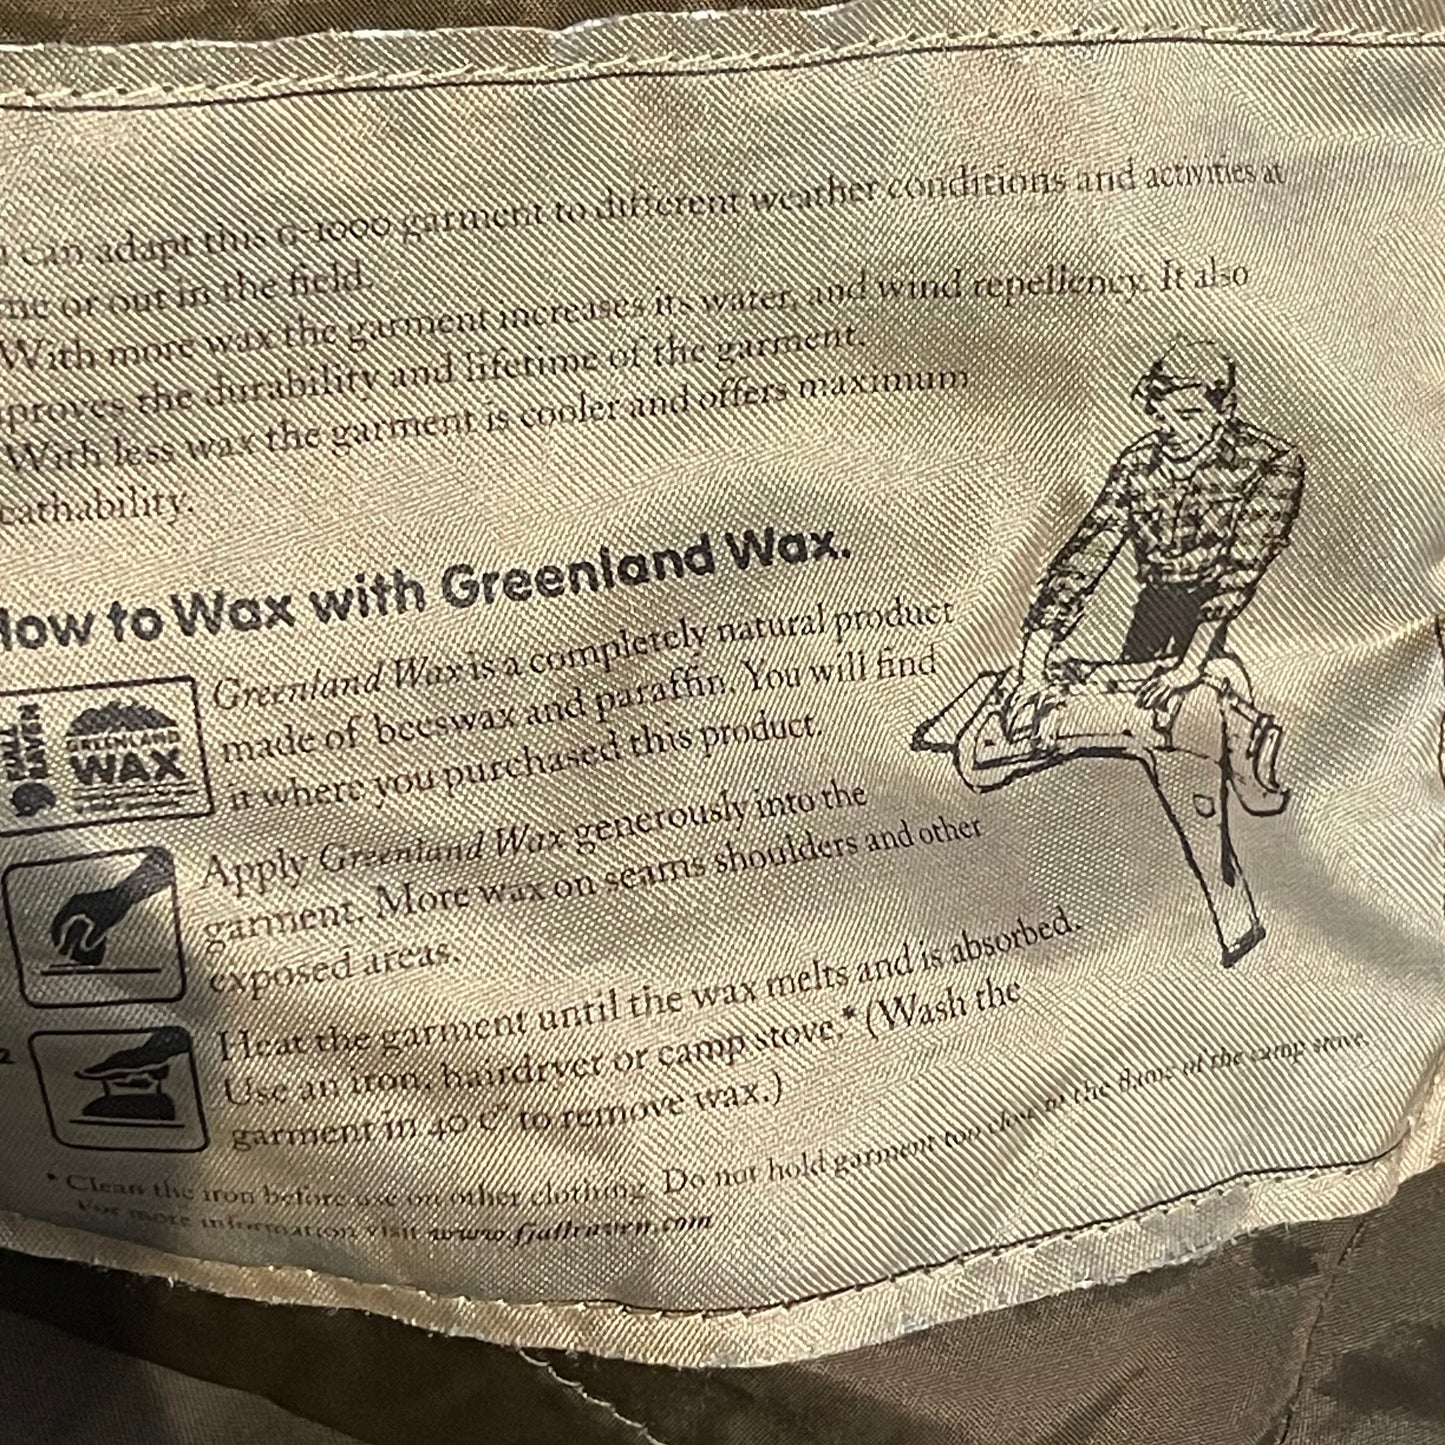 can adapt this G-1000 garment to different weather conditions and activities at
me or out in the field.
With more wax the garment increases its water, and wind repellency. It also
proves the durability and lifetime of the garment.
With less wax the garment is cooler and offers maximum
eathability.
How to Wax with Greenland Wax.
Greenland Wax is a completely natural product
made of beeswax and paraffin. You will find
it where you purchased this product.
GREENLAND
WAX
Apply Greenland Wax generously into the
garment. More wax on seams shoulders and other
exposed areas.
2
Heat the garment until the wax melts and is absorbed.
Use an iron, hairdryer or camp stove.* (Wash the
garment in 40 C° to remove wax.)
* Clean the iron before use on other clothing. Do not hold garment too close to the flame of the camp stove.
For more information visit www.fjallraven.com